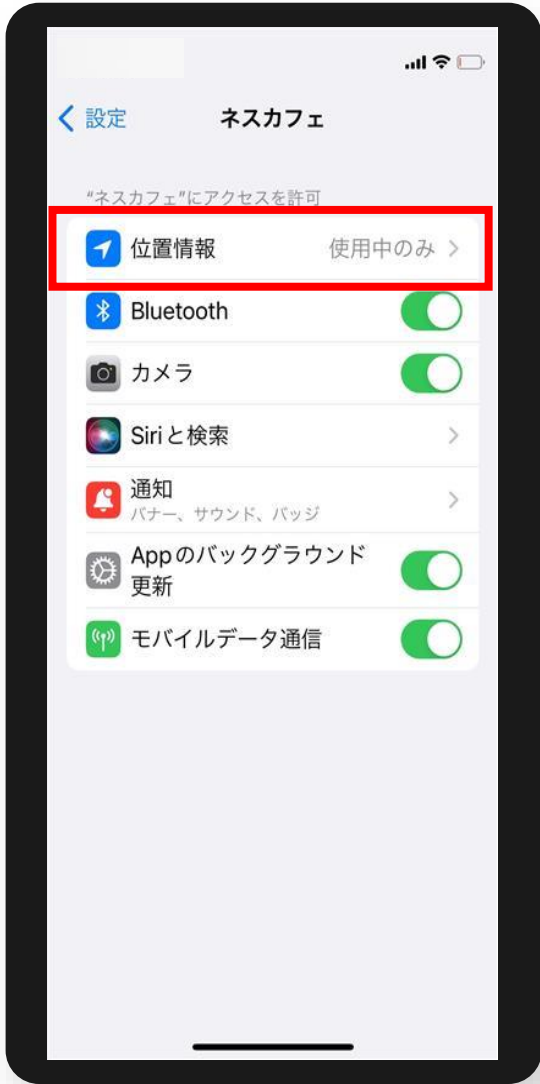 設定
ネスカフェ
“ネスカフェ”にアクセスを許可
位置情報 使用中のみ
Bluetooth
カメラ
Siriと検索
通知
バナー、サウンド、バッジ
Appのバックグラウンド
更新
モバイルデータ通信